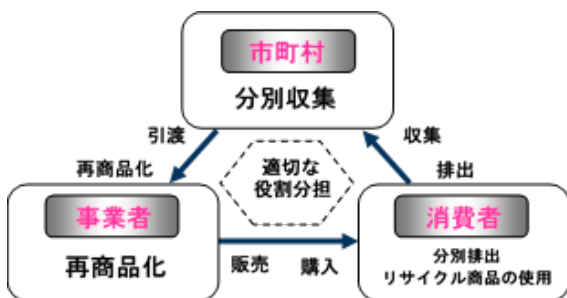 市町村
分別収集
引渡
収集
再商品化
適切な
役割分担
排出
事業者
再商品化
販売
購入
消費者
分別排出
リサイクル商品の使用